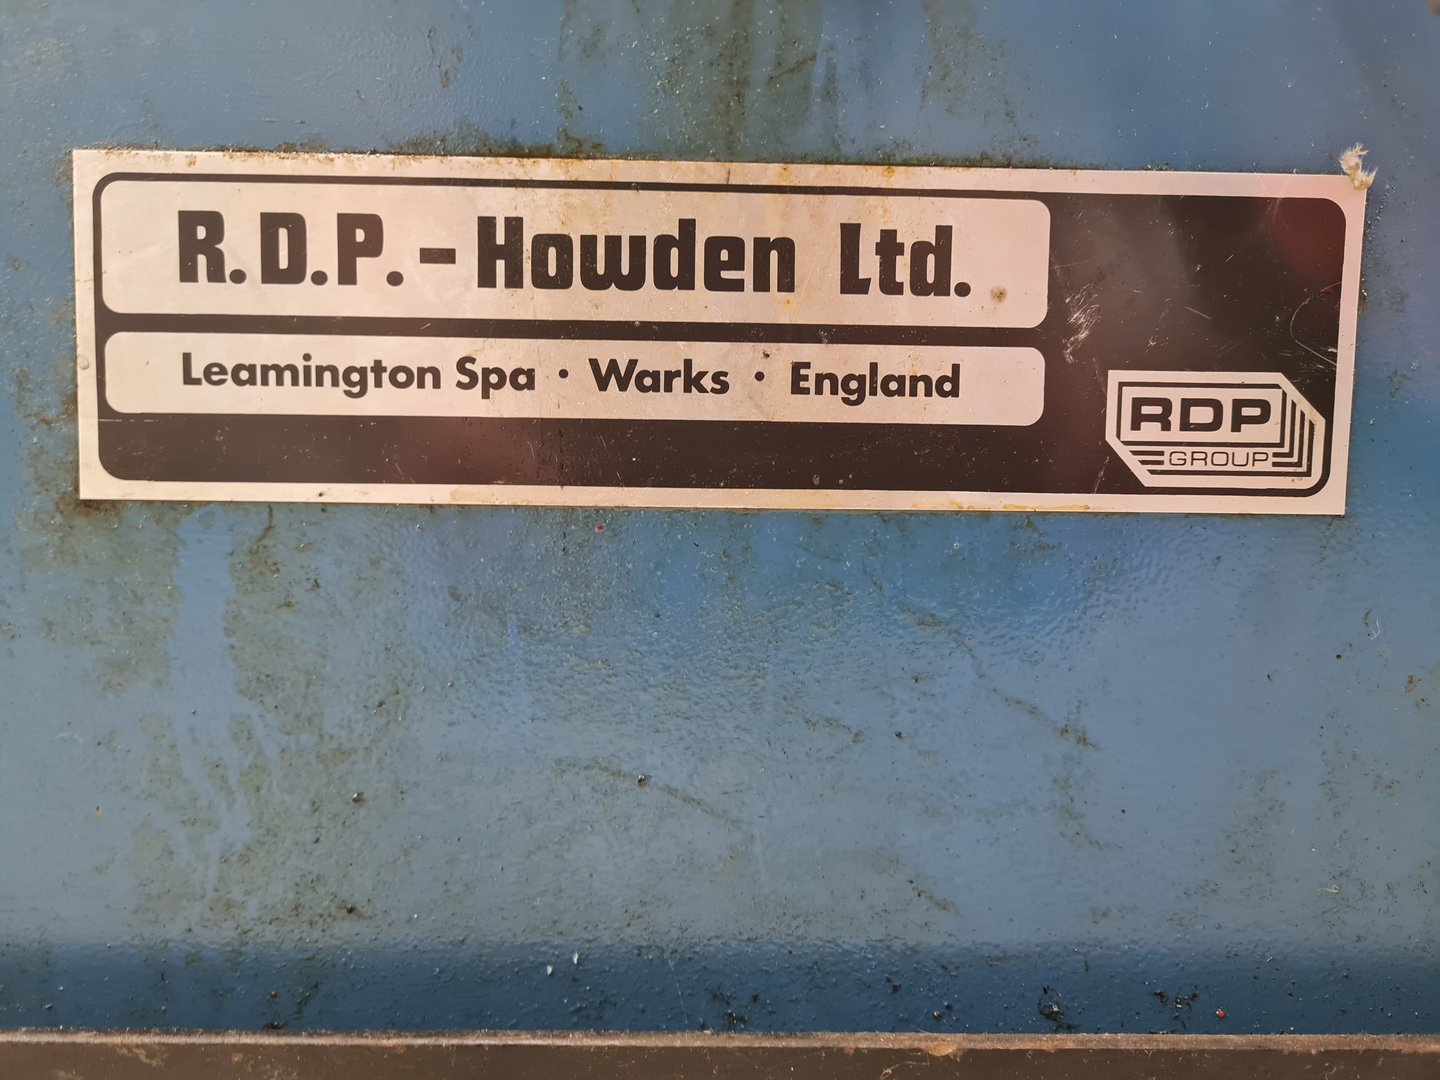 R.D.P.-Howden Ltd.
Leamington Spa · Warks · England
RDP
GROUP